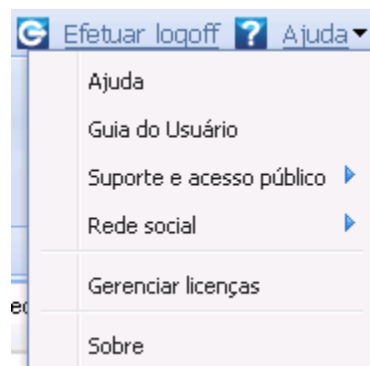 Efetuar logoff ? Ajuda
Ajuda
Guia do Usuário
Suporte e acesso público
Rede social
Gerenciar licenças
Sobre